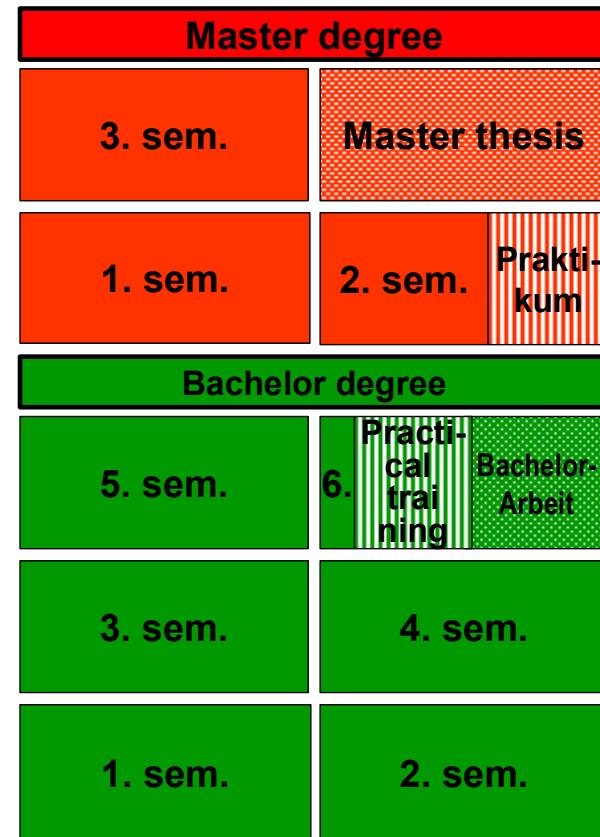 Master degree
3. sem.
Master thesis
1. sem.
2. sem.
Prakti-
kum
Bachelor degree
5. sem.
6.
Practi-
cal
trai
ning
Bachelor-
Arbeit
3. sem.
4. sem.
1. sem.
2. sem.